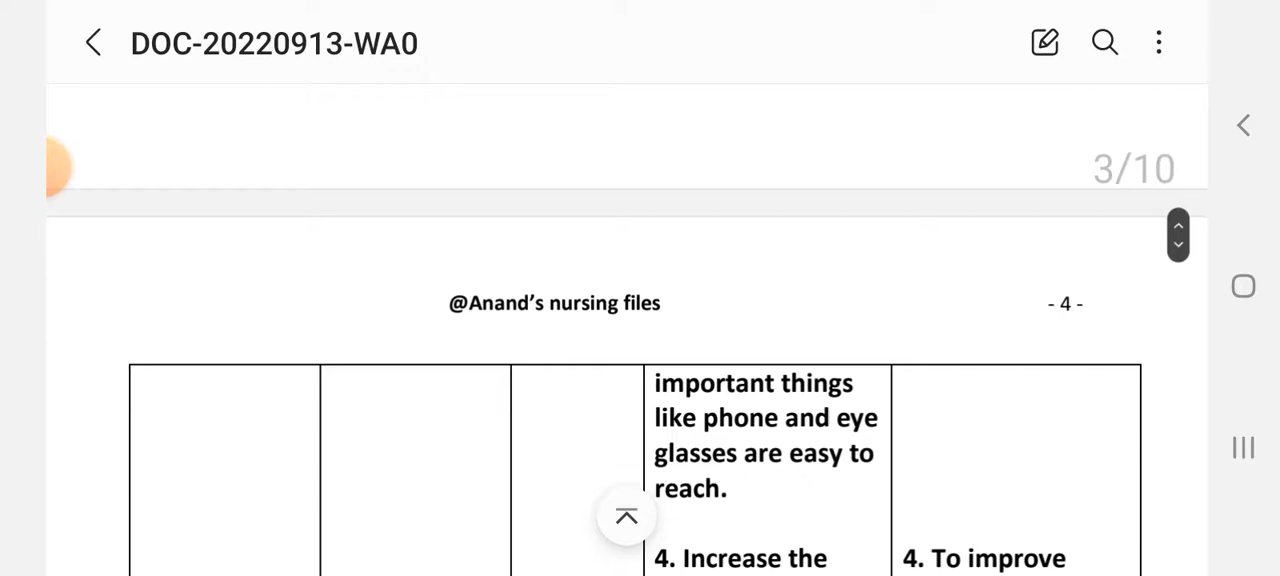 DOC-20220913-WA0
3/10
@Anand's nursing files
- 4 -
important things
like phone and eye
glasses are easy to
reach.
4. Increase the
4. To improve